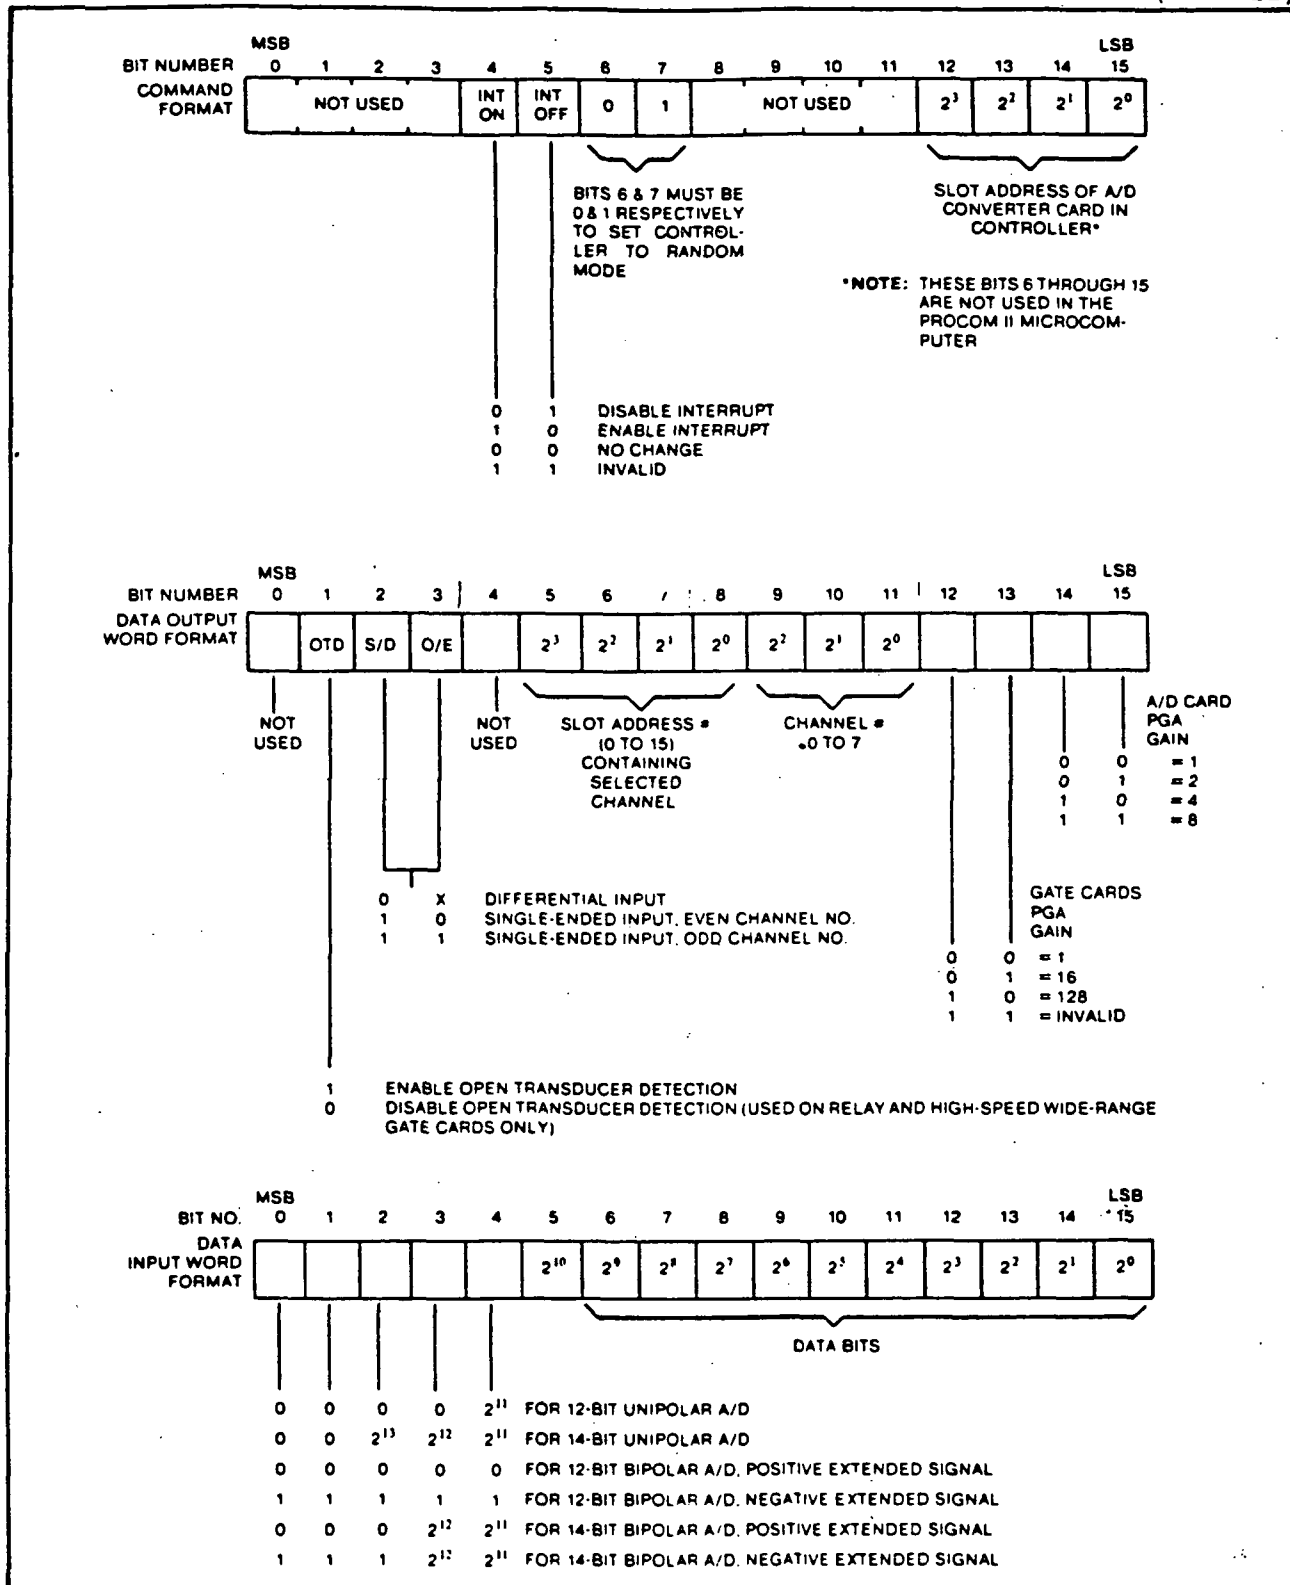 MSB LSB
BIT NUMBER 0 1 2 3 4 5 6 7 8 9 10 11 12 13 14 15
COMMAND FORMAT NOT USED INT ON INT OFF 0 1 NOT USED 2³ 2² 2¹ 2⁰
BITS 6 & 7 MUST BE
0 & 1 RESPECTIVELY
TO SET CONTROL-
LER TO RANDOM
MODE
SLOT ADDRESS OF A/D
CONVERTER CARD IN
CONTROLLER*
*NOTE: THESE BITS 6 THROUGH 15
ARE NOT USED IN THE
PROCOM II MICROCOM-
PUTER
0 1 DISABLE INTERRUPT
1 0 ENABLE INTERRUPT
0 0 NO CHANGE
1 1 INVALID
MSB LSB
BIT NUMBER 0 1 2 3 4 5 6 7 8 9 10 11 12 13 14 15
DATA OUTPUT
WORD FORMAT OTD S/D O/E 2³ 2² 2¹ 2⁰ 2² 2¹ 2⁰
NOT
USED
NOT
USED
SLOT ADDRESS #
(0 TO 15)
CONTAINING
SELECTED
CHANNEL
CHANNEL #
0 TO 7
A/D CARD
PGA
GAIN
0 0 = 1
0 1 = 2
1 0 = 4
1 1 = 8
0 X DIFFERENTIAL INPUT
1 0 SINGLE-ENDED INPUT, EVEN CHANNEL NO.
1 1 SINGLE-ENDED INPUT, ODD CHANNEL NO.
GATE CARDS
PGA
GAIN
0 0 = 1
0 1 = 16
1 0 = 128
1 1 = INVALID
1 ENABLE OPEN TRANSDUCER DETECTION
0 DISABLE OPEN TRANSDUCER DETECTION (USED ON RELAY AND HIGH-SPEED WIDE-RANGE
GATE CARDS ONLY)
MSB LSB
BIT NO. 0 1 2 3 4 5 6 7 8 9 10 11 12 13 14 15
DATA
INPUT WORD
FORMAT 2¹⁰ 2⁹ 2⁸ 2⁷ 2⁶ 2⁵ 2⁴ 2³ 2² 2¹ 2⁰
DATA BITS
0 0 0 0 2¹¹ FOR 12-BIT UNIPOLAR A/D
0 0 2¹³ 2¹² 2¹¹ FOR 14-BIT UNIPOLAR A/D
0 0 0 0 0 FOR 12-BIT BIPOLAR A/D, POSITIVE EXTENDED SIGNAL
1 1 1 1 1 FOR 12-BIT BIPOLAR A/D, NEGATIVE EXTENDED SIGNAL
0 0 0 2¹² 2¹¹ FOR 14-BIT BIPOLAR A/D, POSITIVE EXTENDED SIGNAL
1 1 1 2¹² 2¹¹ FOR 14-BIT BIPOLAR A/D, NEGATIVE EXTENDED SIGNAL